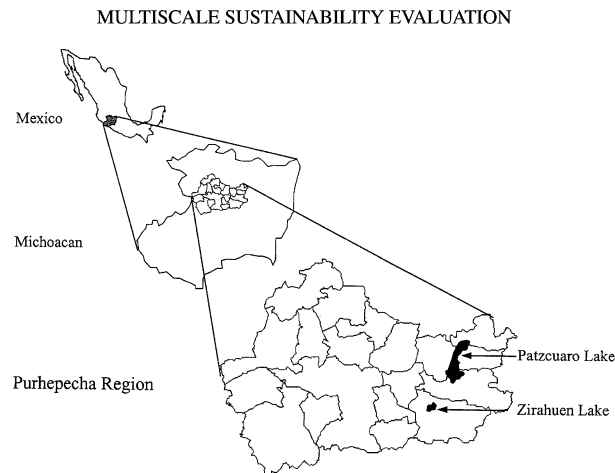 MULTISCALE SUSTAINABILITY EVALUATION
Mexico
Michoacan
Patzcuaro Lake
Purhepecha Region
Zirahuen Lake